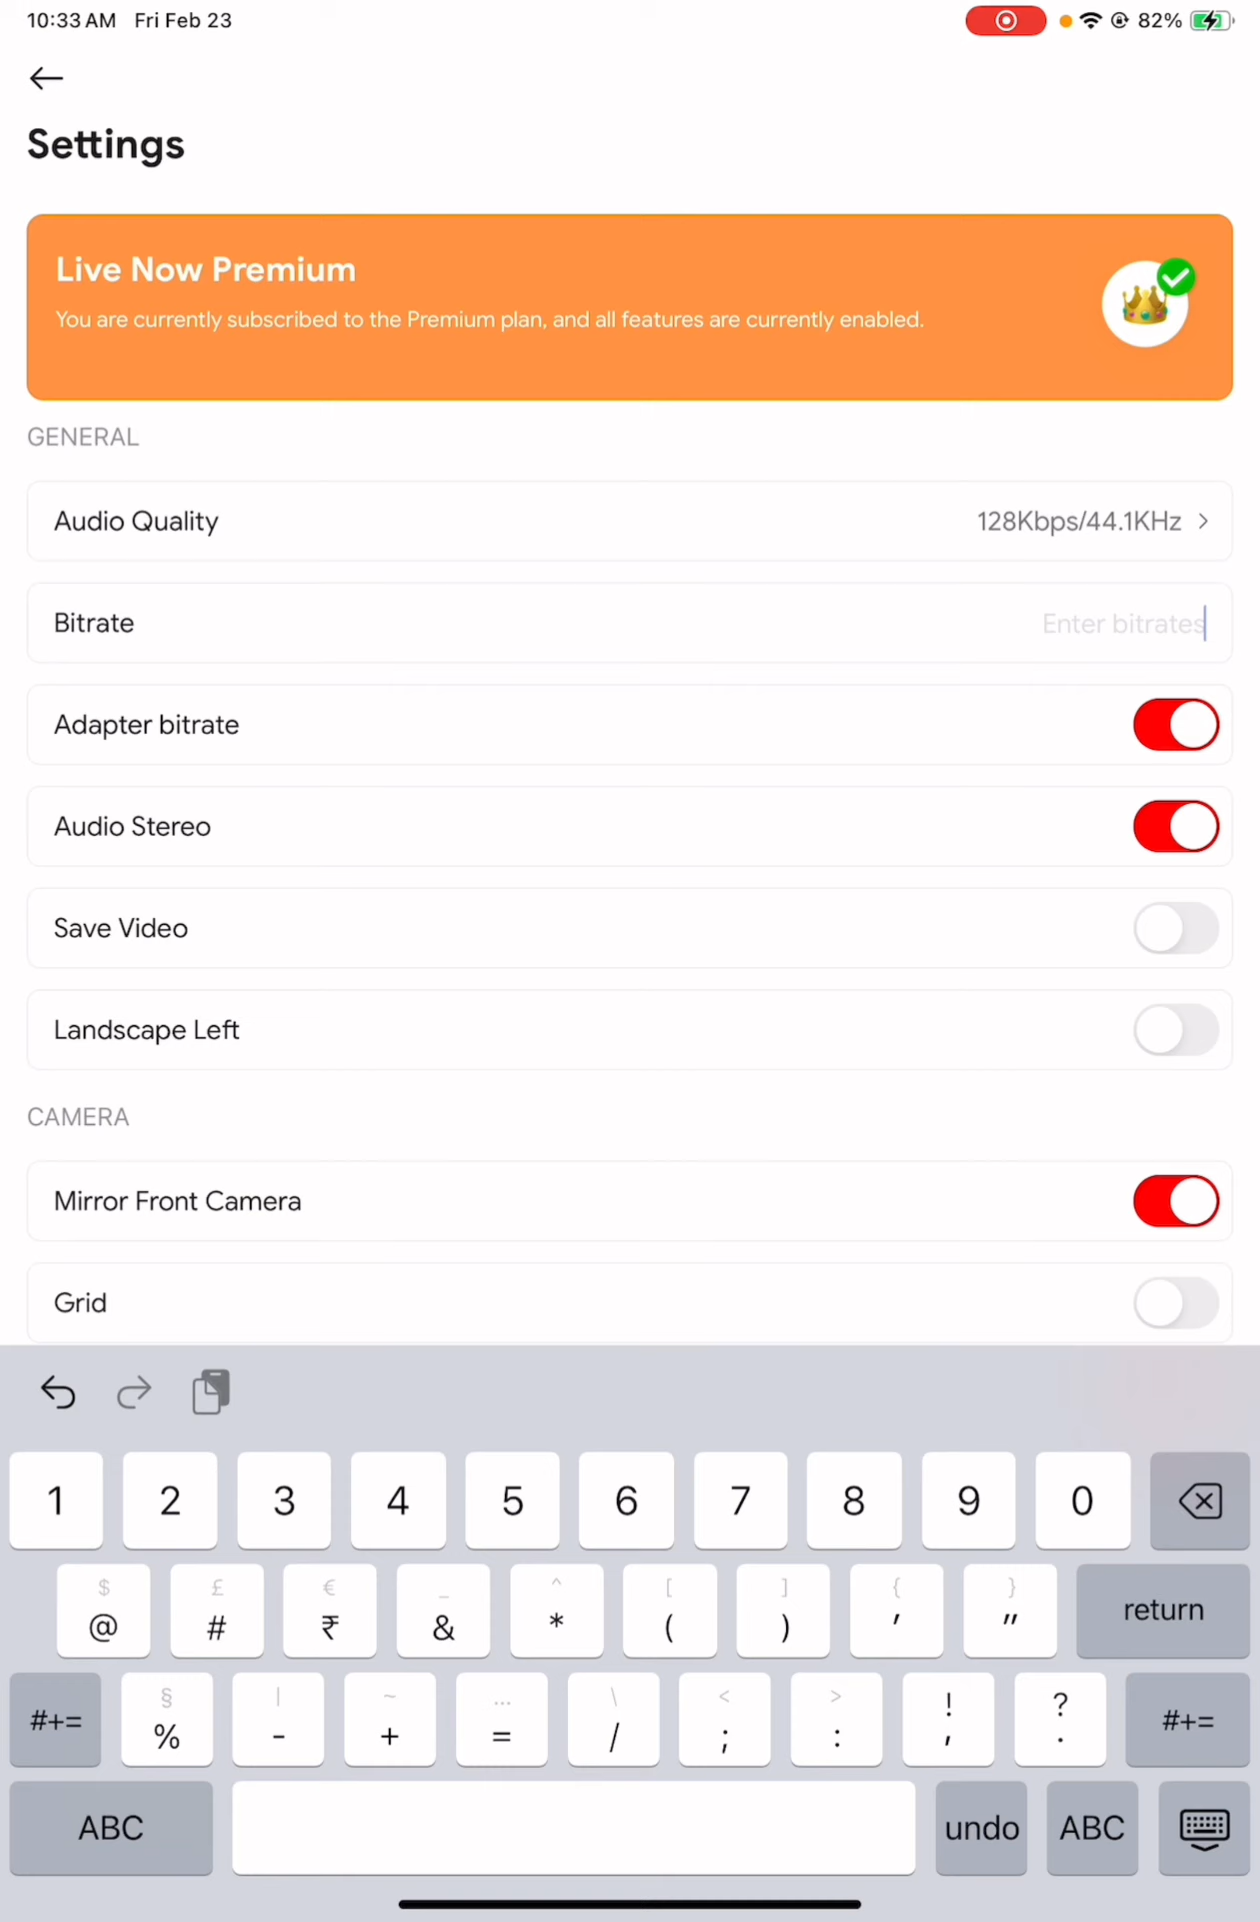 10:33 AM Fri Feb 23 82%
Settings
Live Now Premium
You are currently subscribed to the Premium plan, and all features are currently enabled.
GENERAL
Audio Quality 128Kbps/44.1KHz
Bitrate Enter bitrates
Adapter bitrate
Audio Stereo
Save Video
Landscape Left
CAMERA
Mirror Front Camera
Grid
1 2 3 4 5 6 7 8 9 0
$ £ € _ ^ [ ] { }
@ # ₹ & * ( ) ' " return
§ | ~ … \ < > ! ?
#+= % - + = / ; : , . #+=
ABC undo ABC